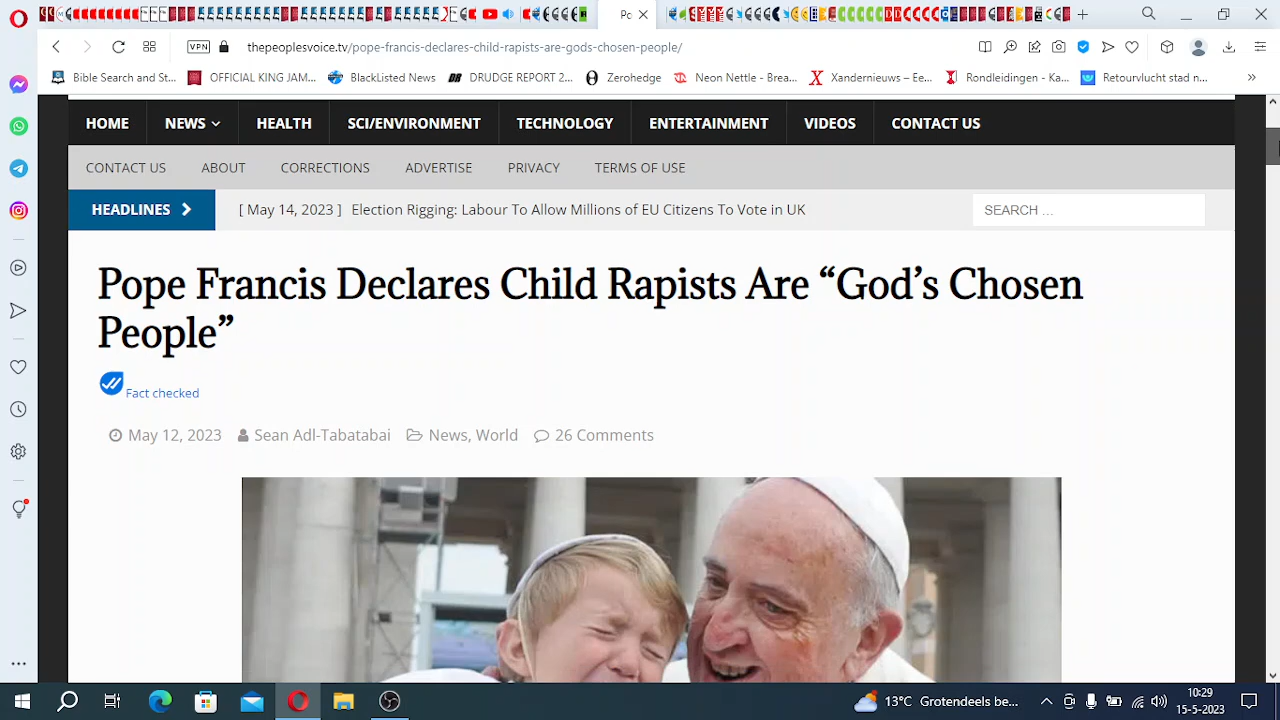 Po
thepeoplesvoice.tv/pope-francis-declares-child-rapists-are-gods-chosen-people/
VPN
Bible Search and St...
OFFICIAL KING JAM...
BlackListed News
DRUDGE REPORT 2...
Zerohedge
Neon Nettle - Brea...
Xandernieuws – Ee...
Rondleidingen - Ka...
Retourvlucht stad n...
HOME NEWS HEALTH SCI/ENVIRONMENT TECHNOLOGY ENTERTAINMENT VIDEOS CONTACT US
CONTACT US ABOUT CORRECTIONS ADVERTISE PRIVACY TERMS OF USE
HEADLINES [ May 14, 2023 ] Election Rigging: Labour To Allow Millions of EU Citizens To Vote in UK SEARCH …
Pope Francis Declares Child Rapists Are “God’s Chosen
People”
Fact checked
May 12, 2023 Sean Adl-Tabatabai News, World 26 Comments
13°C Grotendeels be...
10:29
15-5-2023